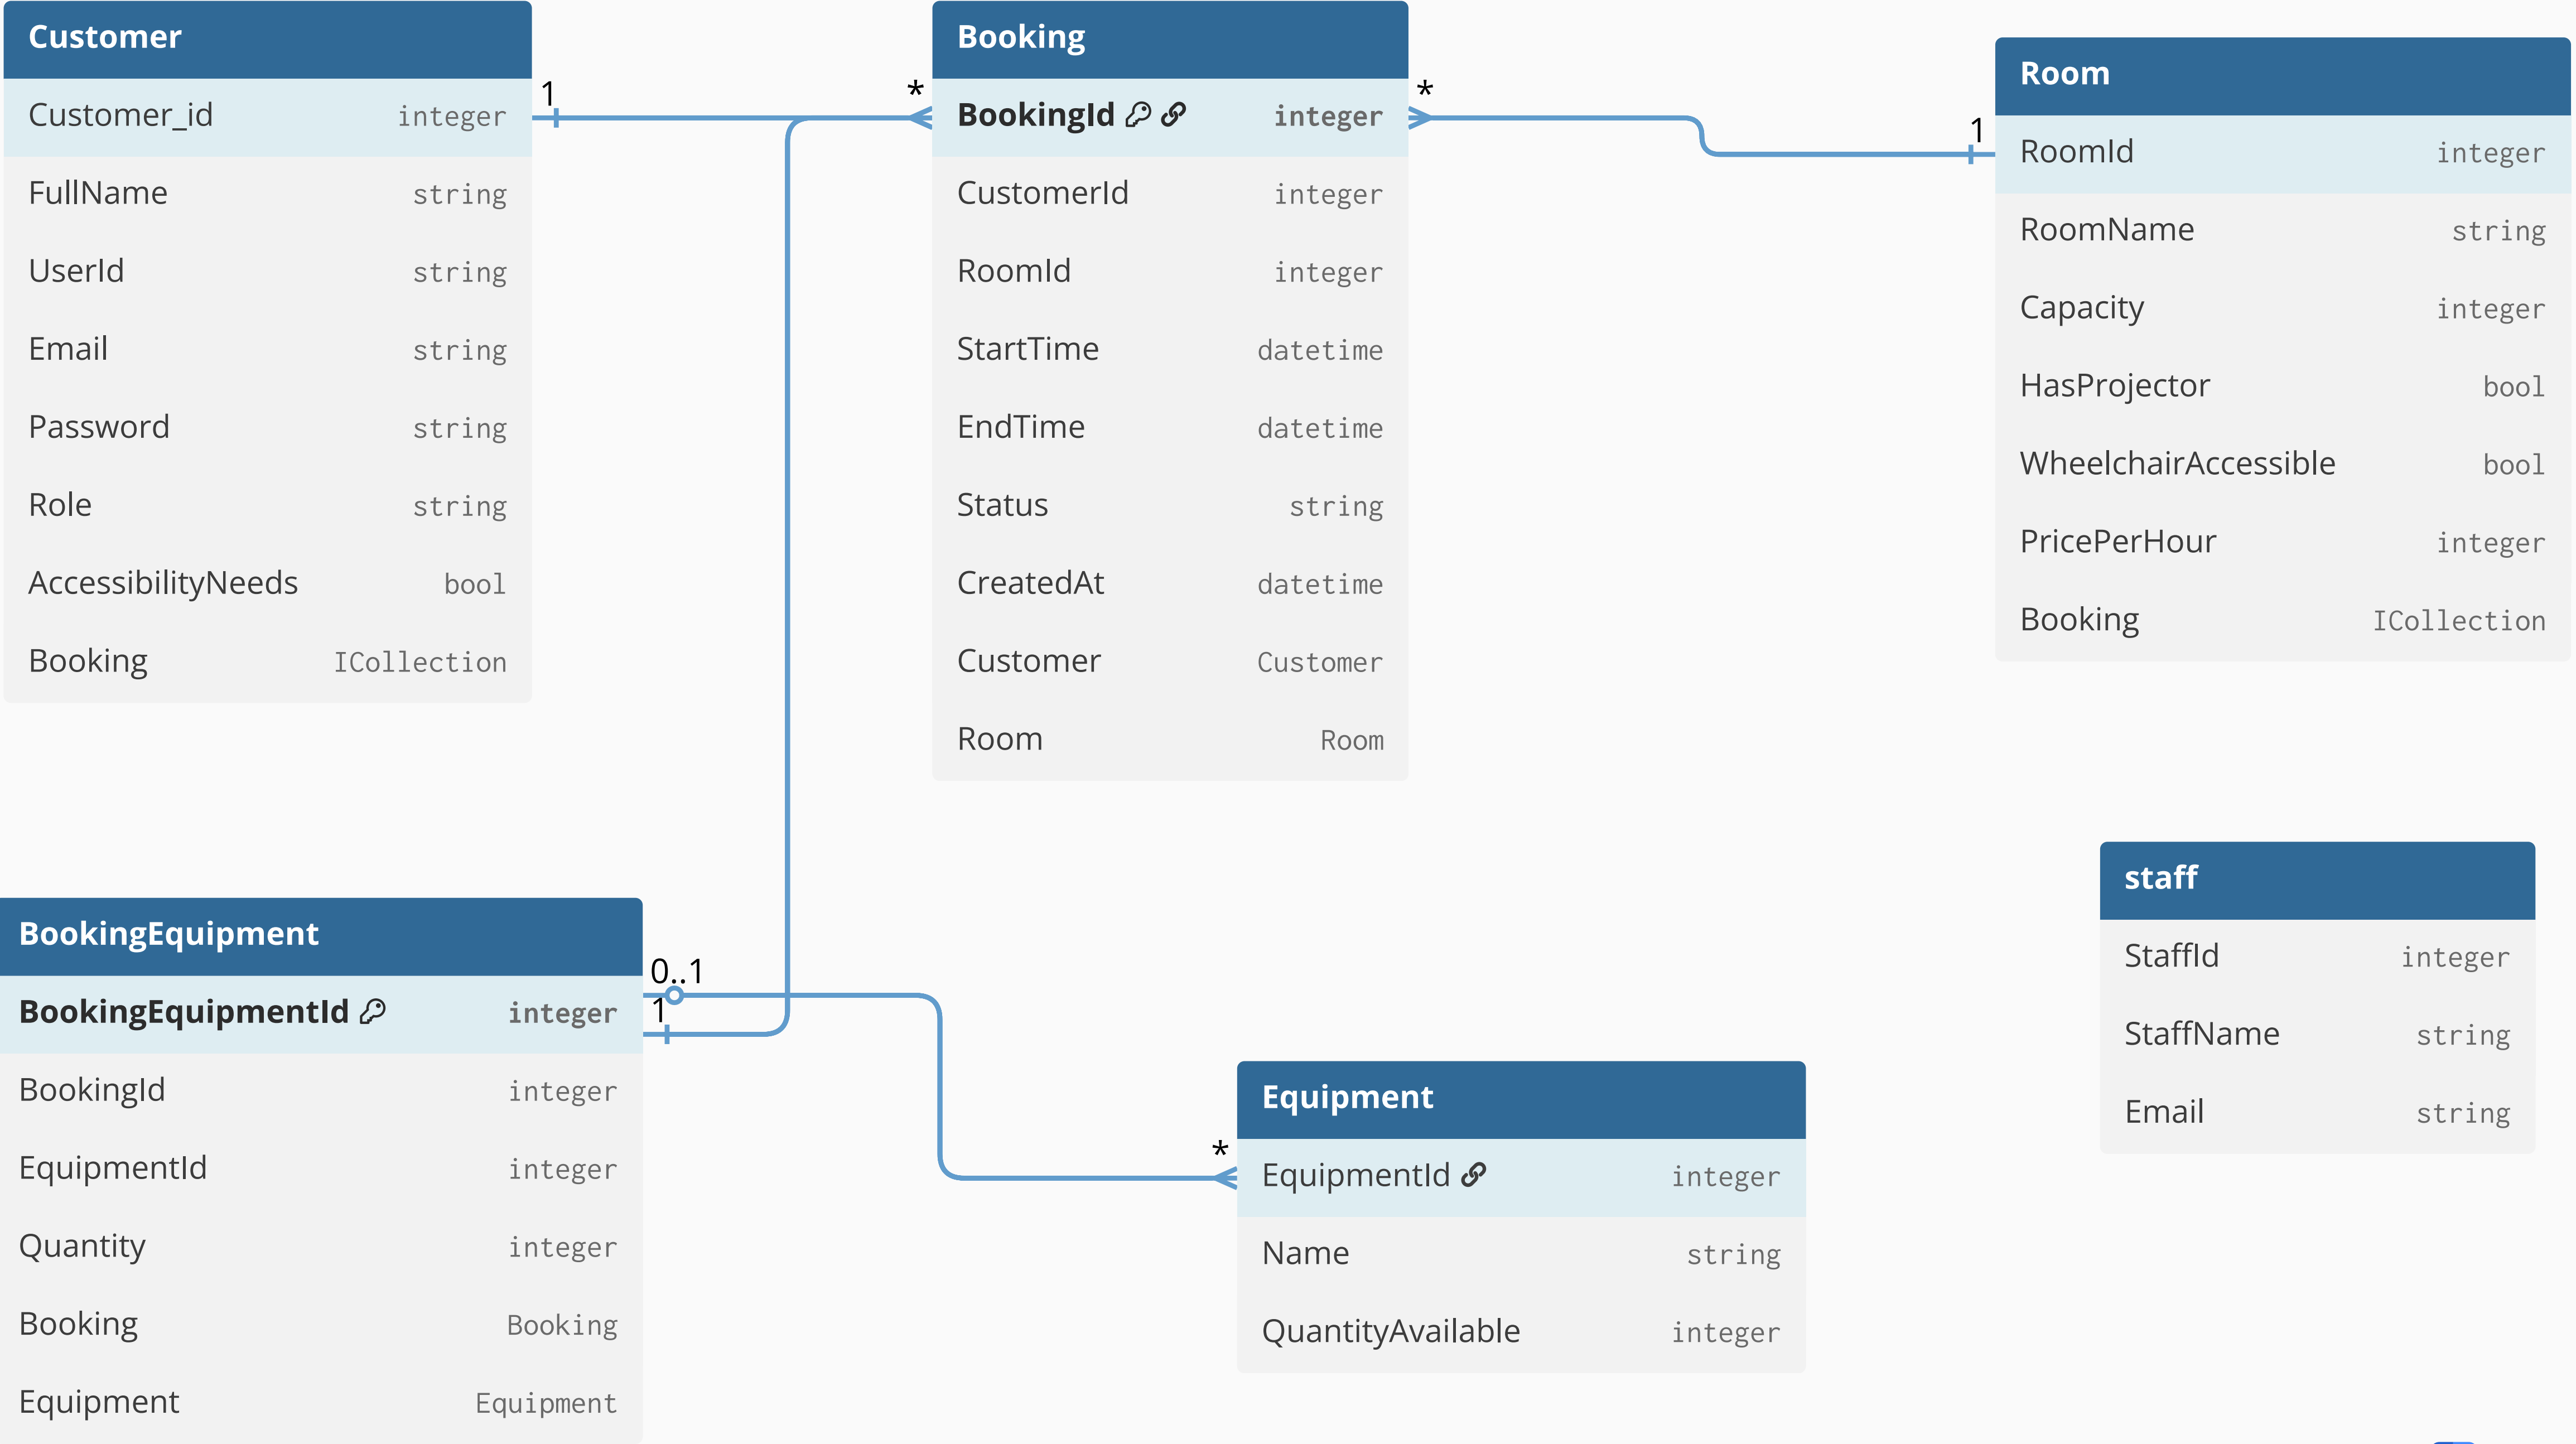 Customer
Customer_id integer
FullName string
UserId string
Email string
Password string
Role string
AccessibilityNeeds bool
Booking ICollection
1 *
Booking
BookingId integer
CustomerId integer
RoomId integer
StartTime datetime
EndTime datetime
Status string
CreatedAt datetime
Customer Customer
Room Room
* 1
Room
RoomId integer
RoomName string
Capacity integer
HasProjector bool
WheelchairAccessible bool
PricePerHour integer
Booking ICollection
BookingEquipment
BookingEquipmentId integer
BookingId integer
EquipmentId integer
Quantity integer
Booking Booking
Equipment Equipment
0..1
1
*
Equipment
EquipmentId integer
Name string
QuantityAvailable integer
staff
StaffId integer
StaffName string
Email string